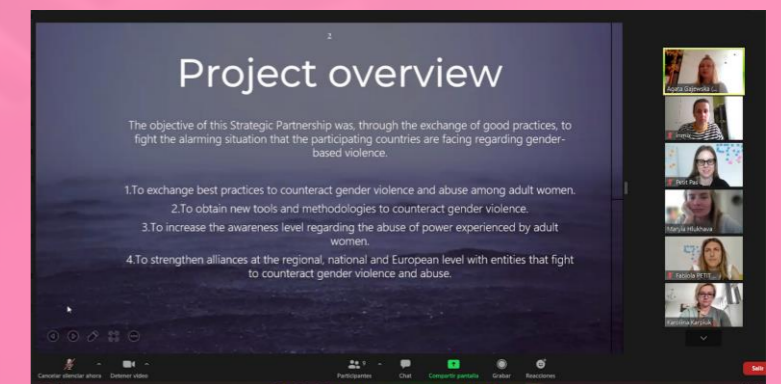 2
Project overview
The objective of this Strategic Partnership was, through the exchange of good practices, to
fight the alarming situation that the participating countries are facing regarding gender-
based violence.
1.To exchange best practices to counteract gender violence and abuse among adult women.
2.To obtain new tools and methodologies to counteract gender violence.
3.To increase the awareness level regarding the abuse of power experienced by adult
women.
4.To strengthen alliances at the regional, national and European level with entities that fight
to counteract gender violence and abuse.
Agata Gajewska (...
Petit Pas
Maryia Hlukhava
Fabiola PETIT...
Karolina Karpiuk
Cancelar silenciar ahora
Detener video
Participantes
Chat
Compartir pantalla
Grabar
Reacciones
Salir